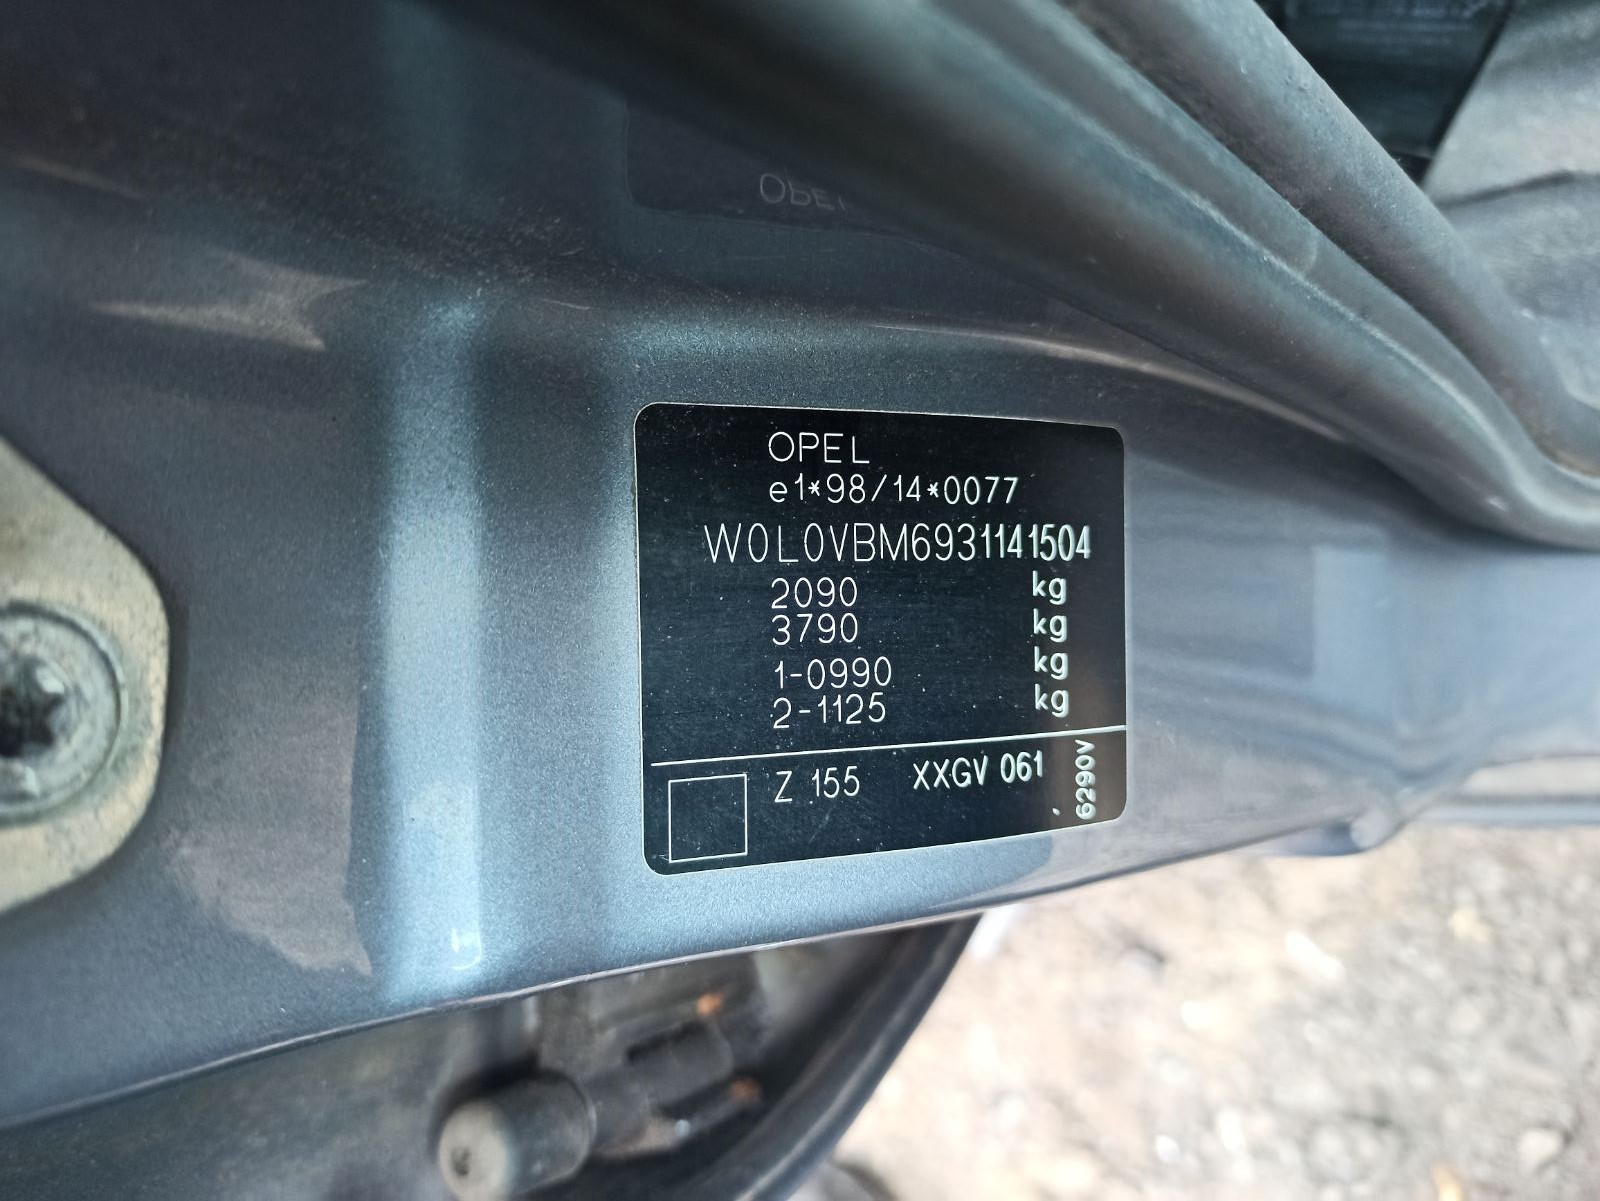 OPEL
e1*98/14*0077
W0L0VBM6931141504
2090 kg
3790 kg
1-0990 kg
2-1125 kg
Z 155 XXGV 061
6290V